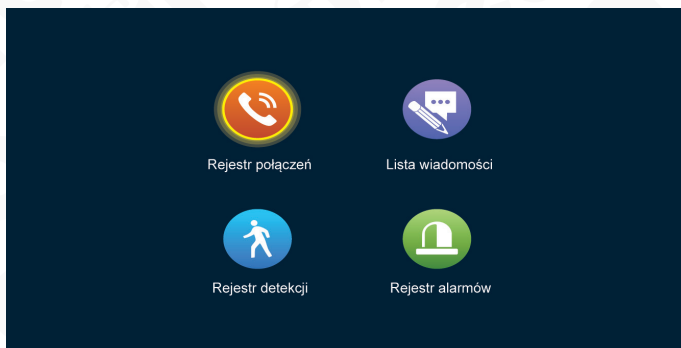 Rejestr połączeń
Lista wiadomości
Rejestr detekcji
Rejestr alarmów